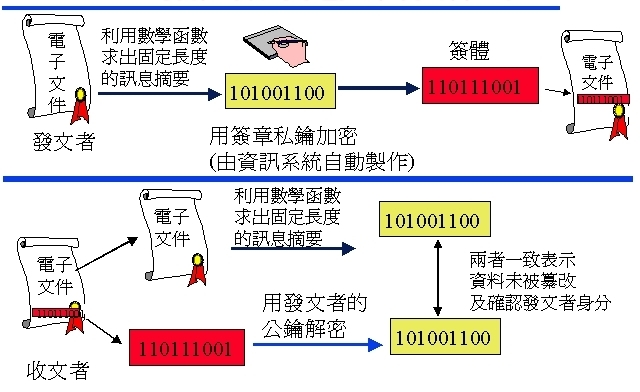 電子文件
發文者
利用數學函數
求出固定長度
的訊息摘要
101001100
用簽章私鑰加密
(由資訊系統自動製作)
簽體
110111001
電子
文件
110111001
收文者
電子
文件
110111001
電子
文件
利用數學函數
求出固定長度
的訊息摘要
101001100
110111001
用發文者的
公鑰解密
101001100
兩者一致表示
資料未被篡改
及確認發文者身分